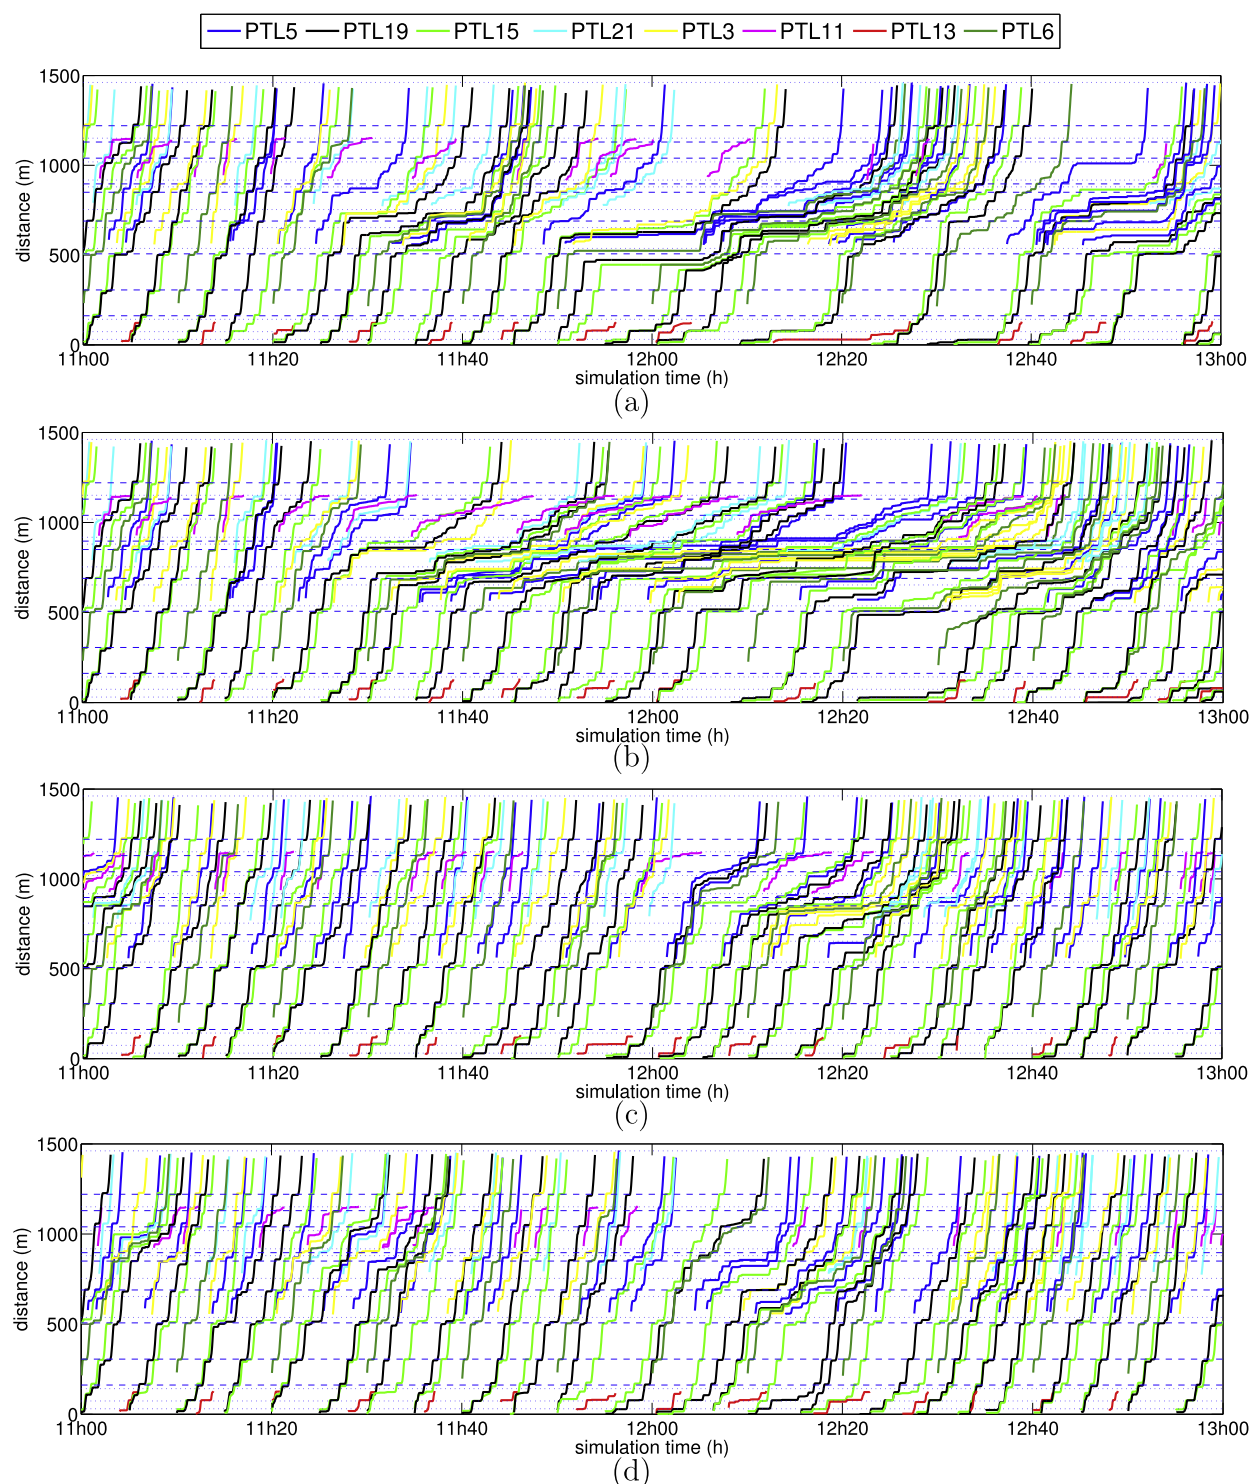 PTL5 PTL19 PTL15 PTL21 PTL3 PTL11 PTL13 PTL6
1500
1000
500
0
distance (m)
11h00 11h20 11h40 12h00 12h20 12h40 13h00
simulation time (h)
(a)
1500
1000
500
0
distance (m)
11h00 11h20 11h40 12h00 12h20 12h40 13h00
simulation time (h)
(b)
1500
1000
500
0
distance (m)
11h00 11h20 11h40 12h00 12h20 12h40 13h00
simulation time (h)
(c)
1500
1000
500
0
distance (m)
11h00 11h20 11h40 12h00 12h20 12h40 13h00
simulation time (h)
(d)